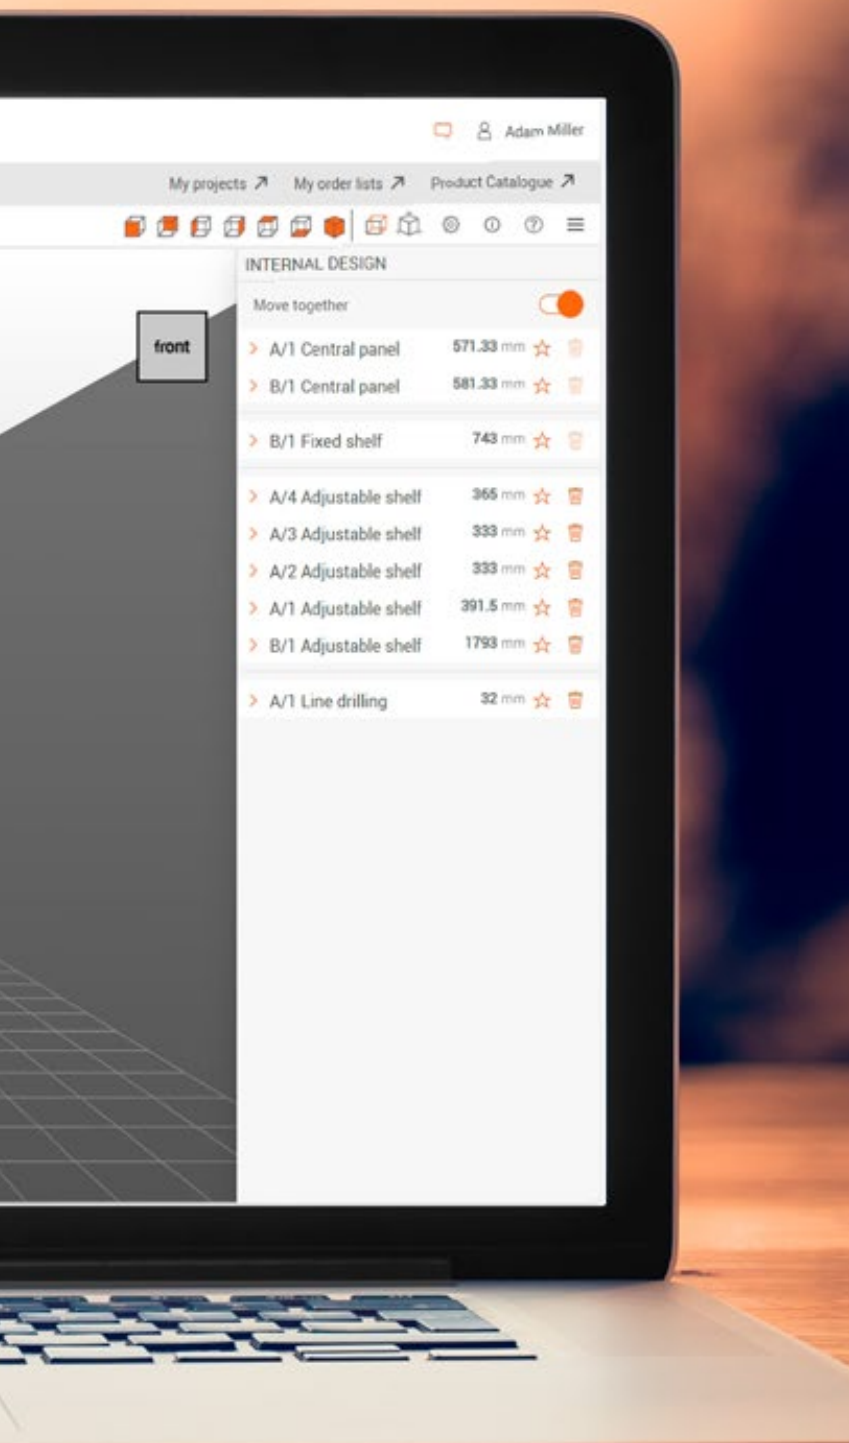 Adam Miller
My projects My order lists Product Catalogue
INTERNAL DESIGN
Move together
front
A/1 Central panel 571.33 mm
B/1 Central panel 581.33 mm
B/1 Fixed shelf 743 mm
A/4 Adjustable shelf 365 mm
A/3 Adjustable shelf 333 mm
A/2 Adjustable shelf 333 mm
A/1 Adjustable shelf 391.5 mm
B/1 Adjustable shelf 1793 mm
A/1 Line drilling 32 mm